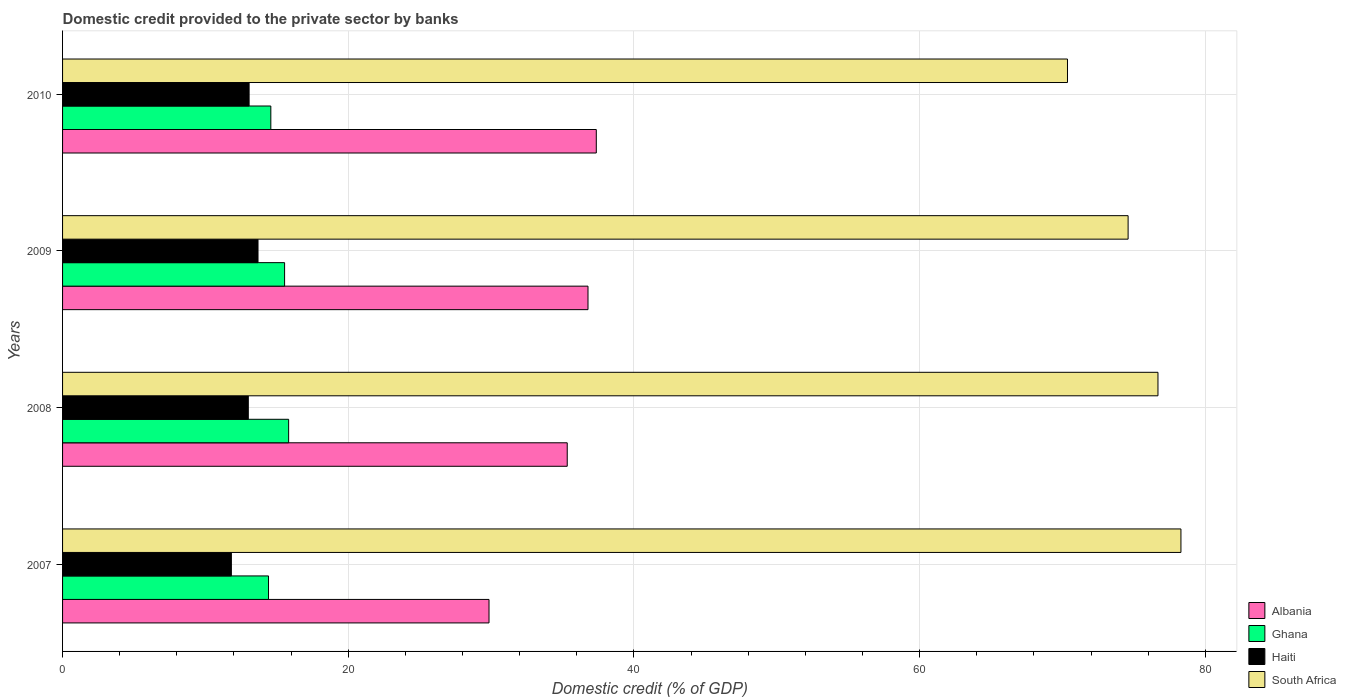 Domestic credit provided to the private sector by banks
2010
2009
2008
2007
Years
0
20
40
60
80
Domestic credit (% of GDP)
Albania
Ghana
Haiti
South Africa